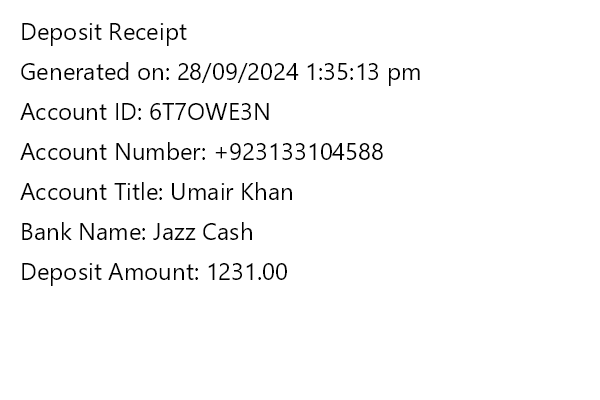 Deposit Receipt
Generated on: 28/09/2024 1:35:13 pm
Account ID: 6T7OWE3N
Account Number: +923133104588
Account Title: Umair Khan
Bank Name: Jazz Cash
Deposit Amount: 1231.00